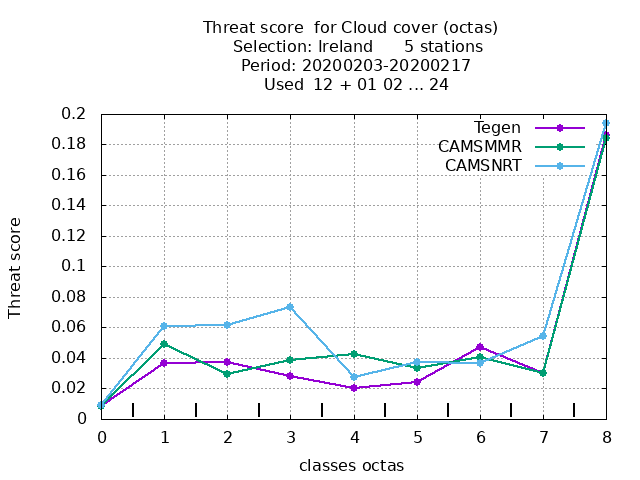 Threat score  for Cloud cover (octas)
Selection: Ireland      5 stations
Period: 20200203-20200217
Used  12 + 01 02 ... 24
Threat score
0.2
0.18
0.16
0.14
0.12
0.1
0.08
0.06
0.04
0.02
0
Tegen
CAMSMMR
CAMSNRT
0 1 2 3 4 5 6 7 8
classes octas